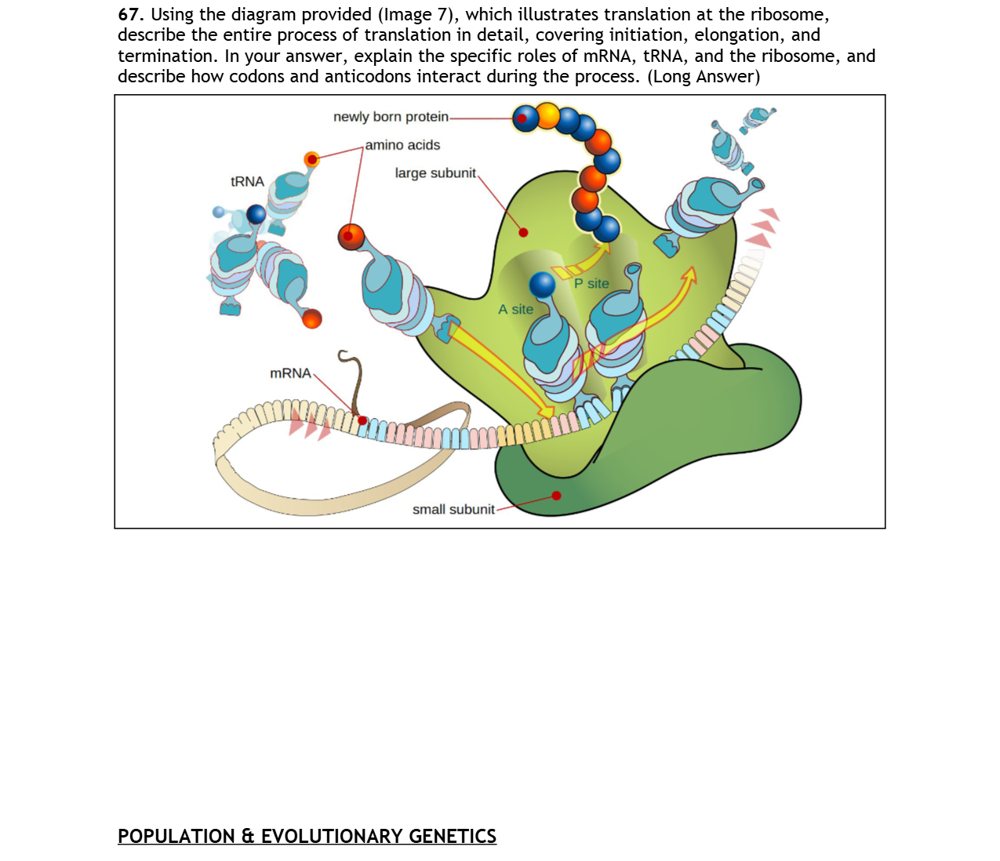 67. Using the diagram provided (Image 7), which illustrates translation at the ribosome,
describe the entire process of translation in detail, covering initiation, elongation, and
termination. In your answer, explain the specific roles of mRNA, tRNA, and the ribosome, and
describe how codons and anticodons interact during the process. (Long Answer)
newly born protein
amino acids
large subunit
tRNA
P site
A site
mRNA
small subunit
POPULATION & EVOLUTIONARY GENETICS